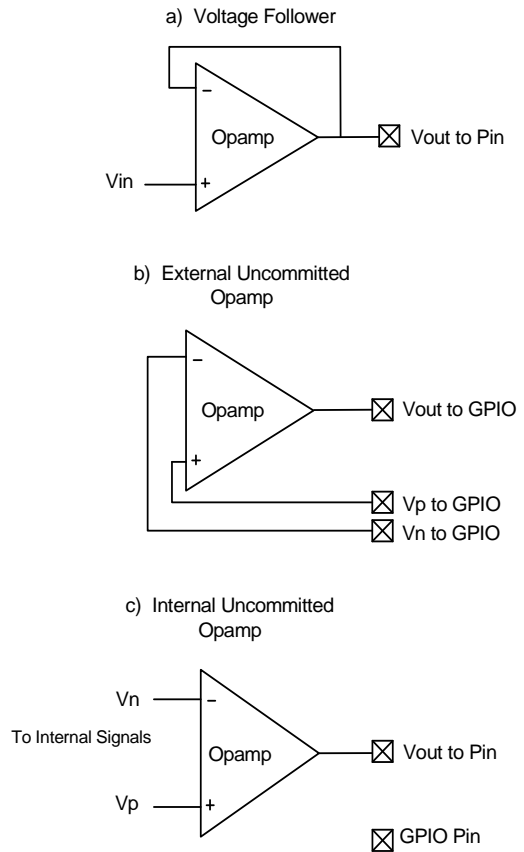 a) Voltage Follower
−
Opamp
Vout to Pin
Vin
+
b) External Uncommitted
Opamp
−
Opamp
Vout to GPIO
+
Vp to GPIO
Vn to GPIO
c) Internal Uncommitted
Opamp
Vn
−
To Internal Signals
Opamp
Vout to Pin
Vp
+
GPIO Pin